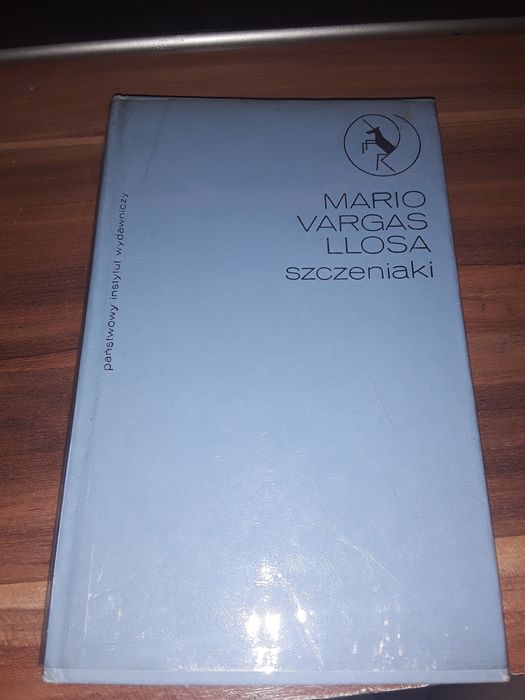 MARIO
VARGAS
LLOSA
szczeniaki
państwowy instytut wydawniczy